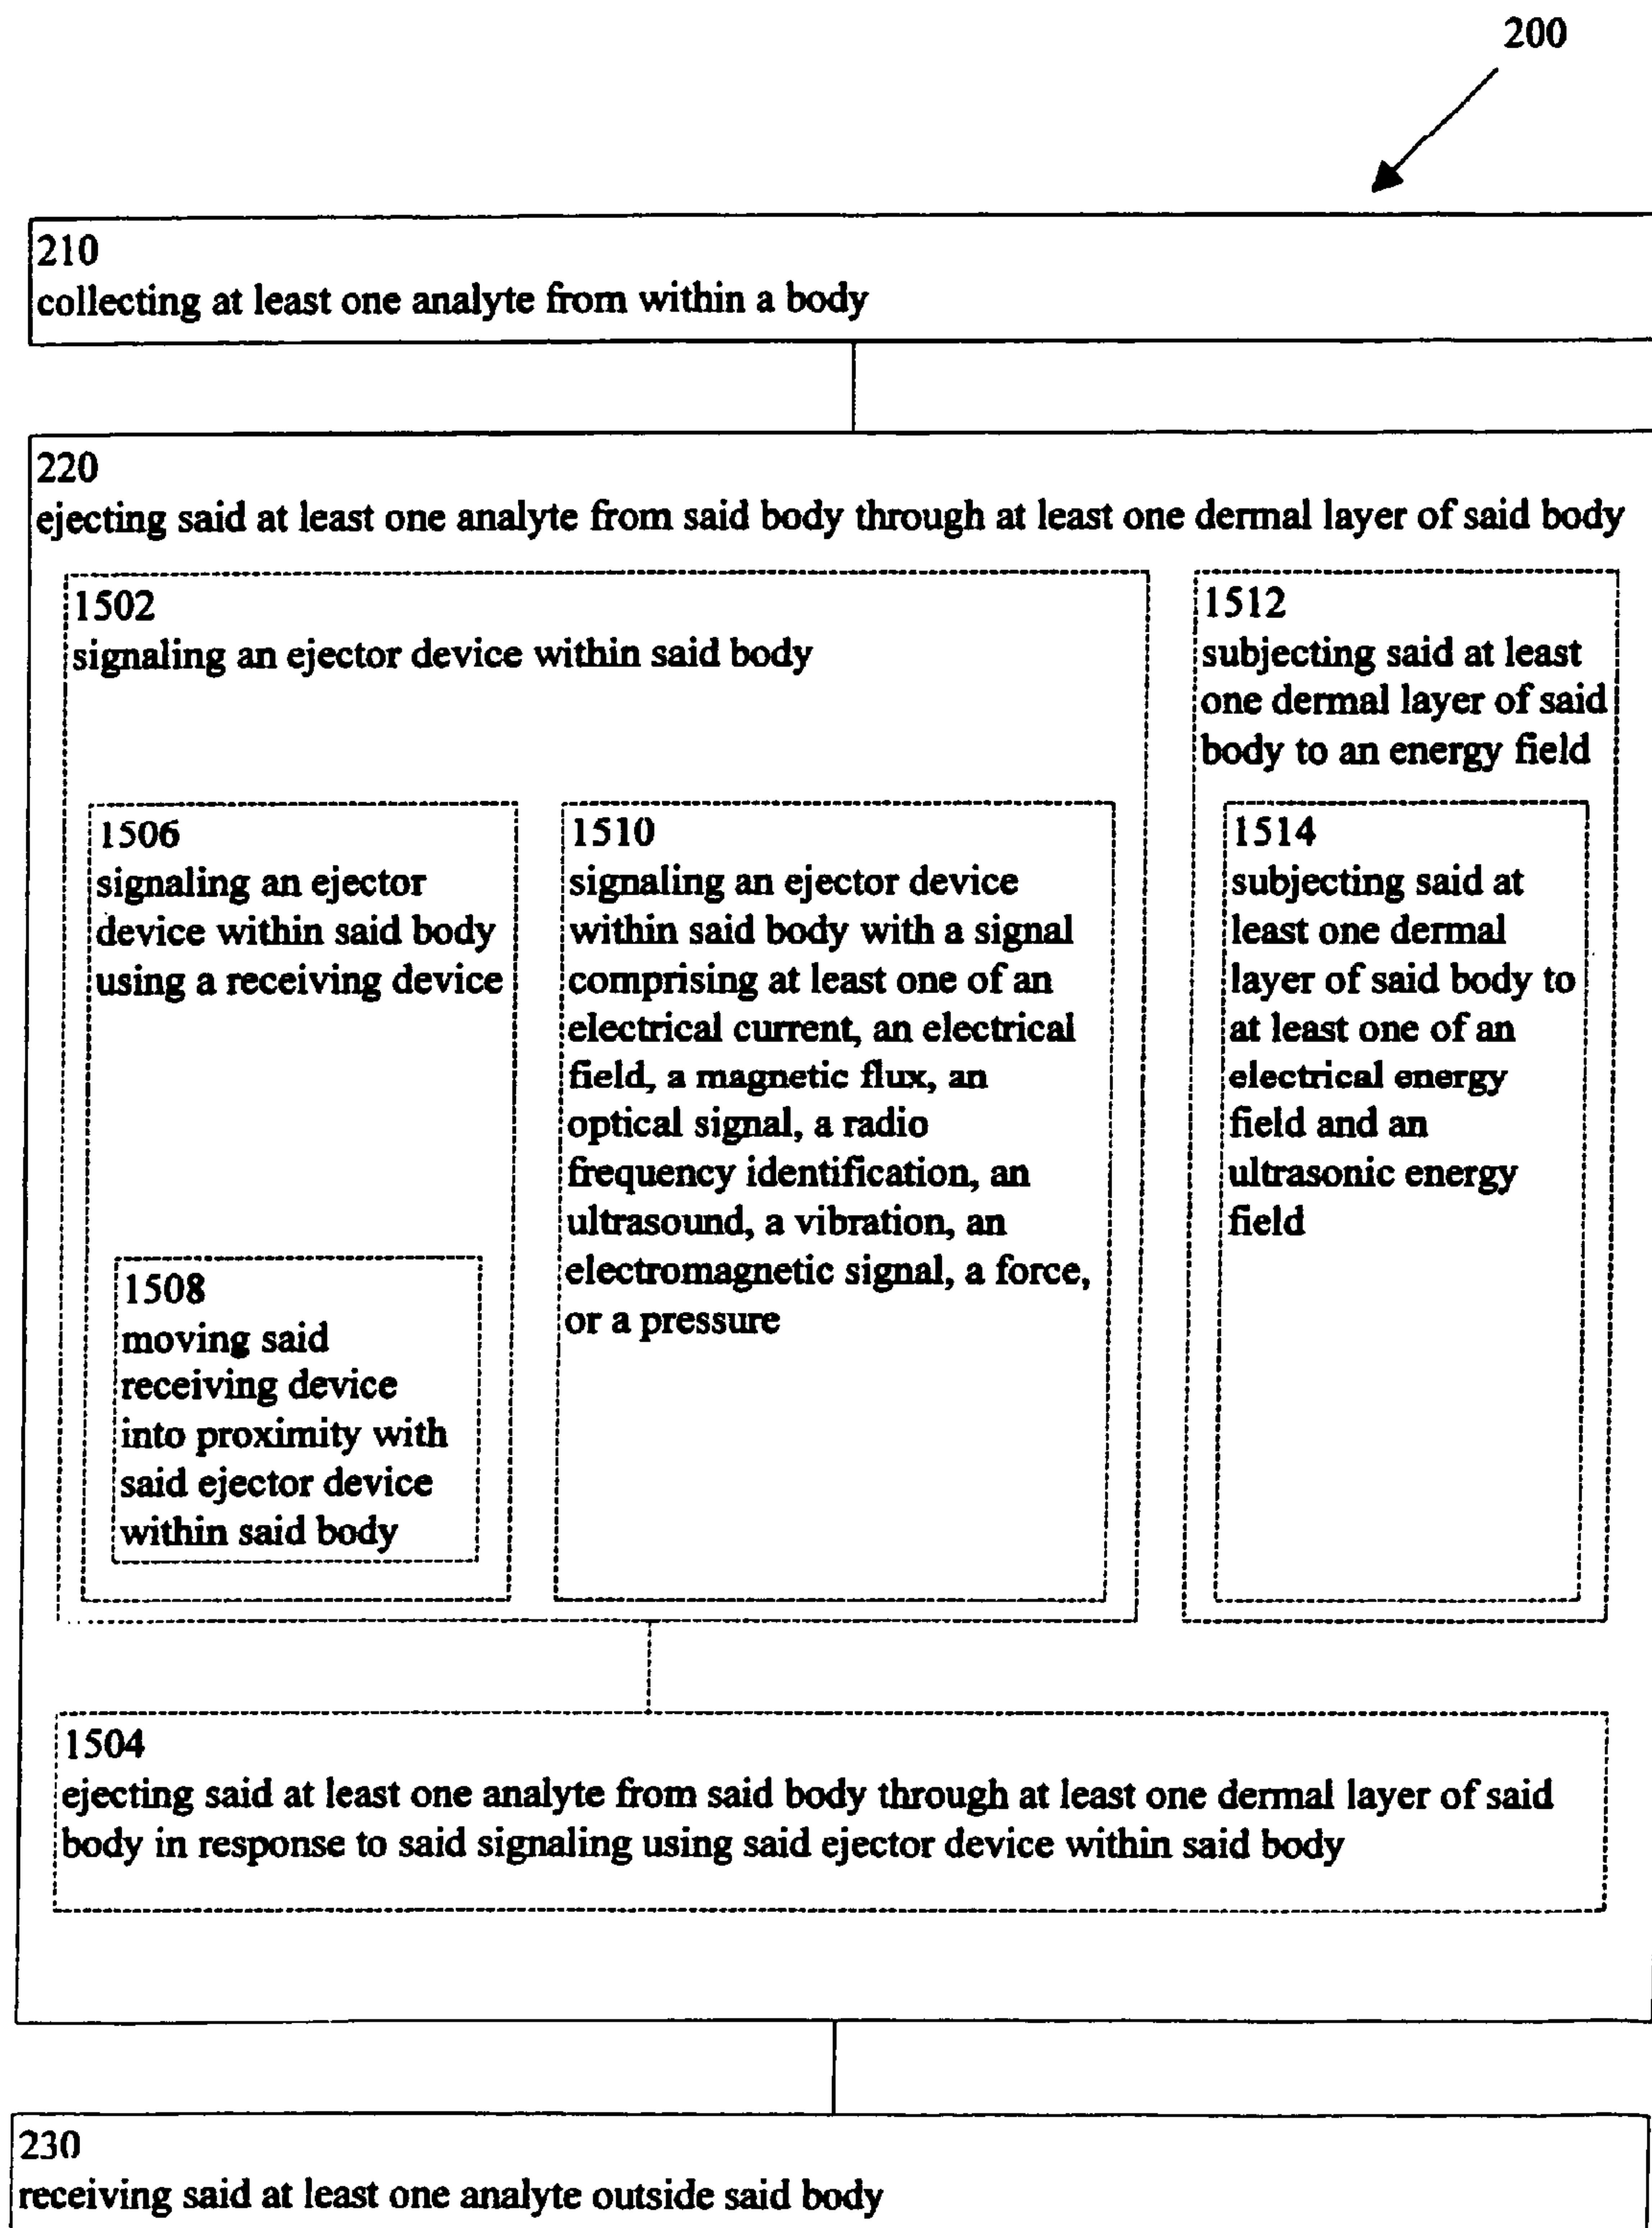 200
210
collecting at least one analyte from within a body
220
ejecting said at least one analyte from said body through at least one dermal layer of said body
1502
signaling an ejector device within said body
1506
signaling an ejector
device within said body
using a receiving device
1508
moving said
receiving device
into proximity with
said ejector device
within said body
1510
signaling an ejector device
within said body with a signal
comprising at least one of an
electrical current, an electrical
field, a magnetic flux, an
optical signal, a radio
frequency identification, an
ultrasound, a vibration, an
electromagnetic signal, a force,
or a pressure
1512
subjecting said at least
one dermal layer of said
body to an energy field
1514
subjecting said at
least one dermal
layer of said body to
at least one of an
electrical energy
field and an
ultrasonic energy
field
1504
ejecting said at least one analyte from said body through at least one dermal layer of said
body in response to said signaling using said ejector device within said body
230
receiving said at least one analyte outside said body